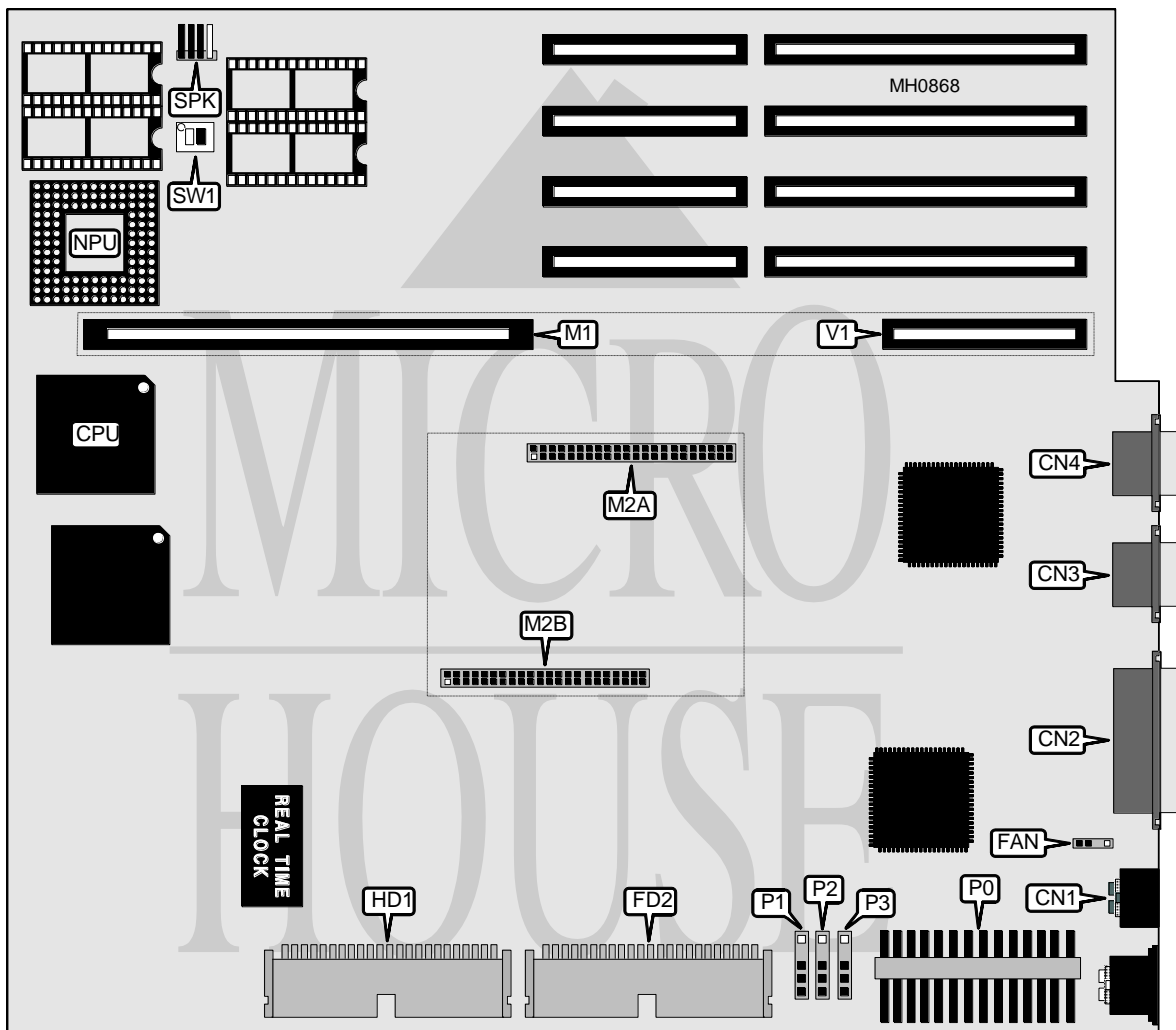 SPK
MH0868
SW1
NPU
M1
V1
CPU
CN4
M2A
CN3
M2B
CN2
MICRO
HOUSE
REAL TIME
CLOCK
FAN
HD1
FD2
P1
P2
P3
P0
CN1